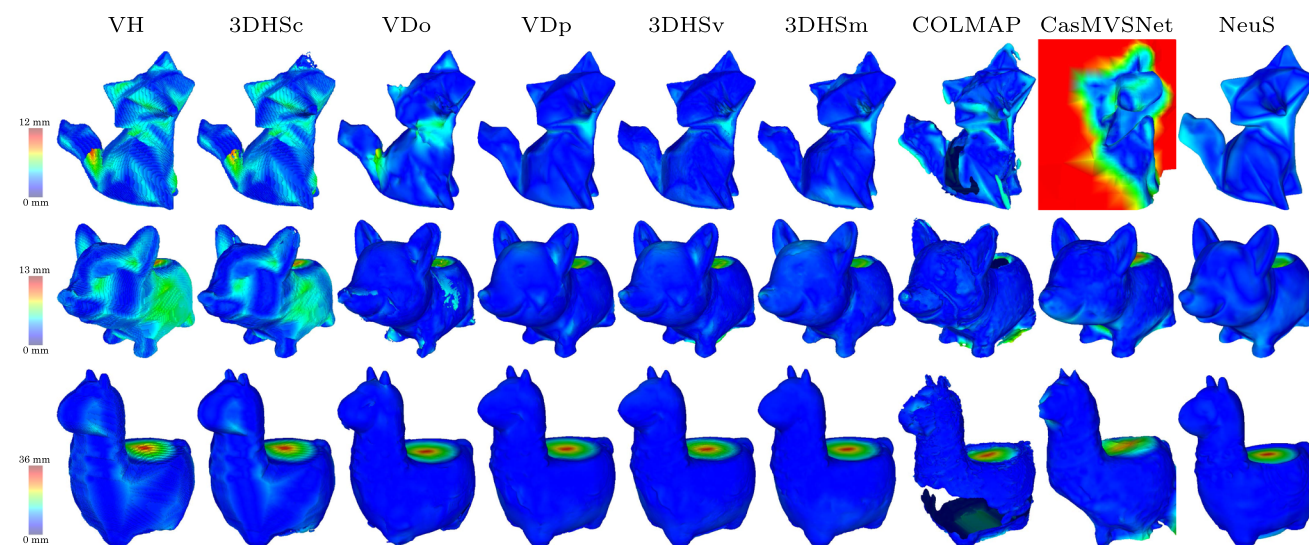 VH 3DHSc VDo VDp 3DHSv 3DHSm COLMAP CasMVSNet NeuS
12 mm
0 mm
13 mm
0 mm
36 mm
0 mm